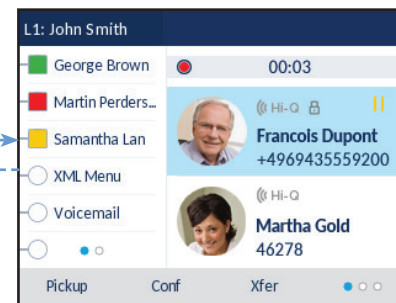 L1: John Smith
George Brown
00:03
Martin Perders...
Hi-Q
Samantha Lan
Francois Dupont
+4969435559200
XML Menu
Hi-Q
Voicemail
Martha Gold
46278
Pickup Conf Xfer